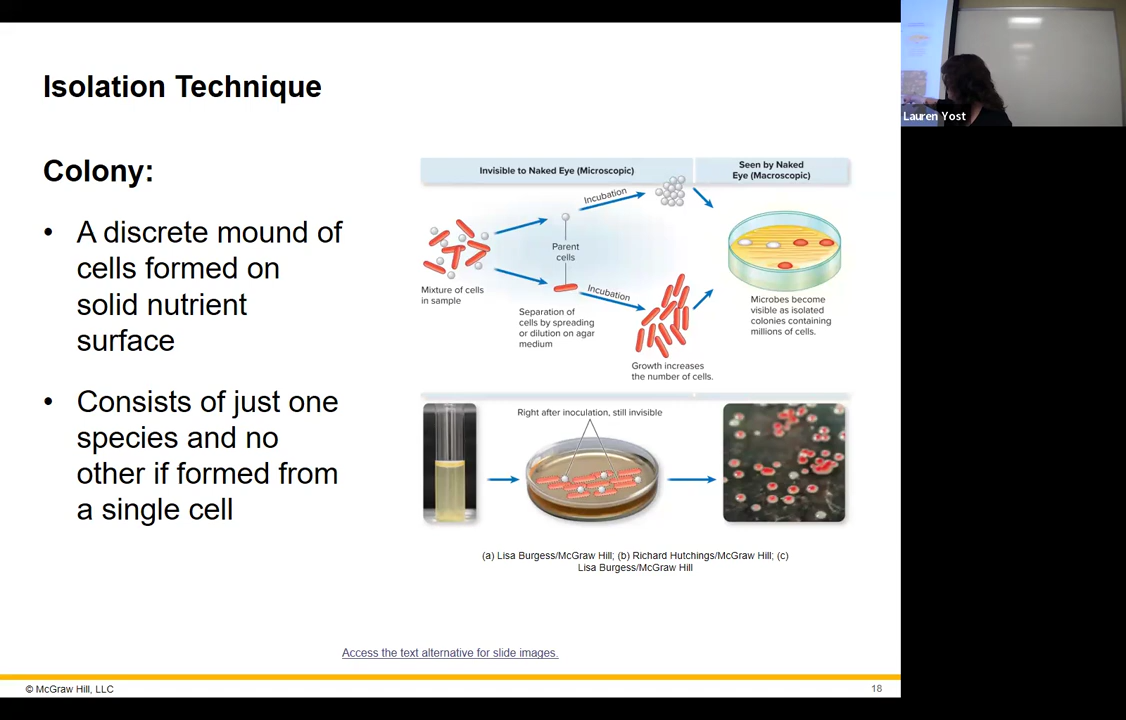 Isolation Technique
Colony:
• A discrete mound of
cells formed on
solid nutrient
surface
• Consists of just one
species and no
other if formed from
a single cell
Invisible to Naked Eye (Microscopic)
Seen by Naked
Eye (Macroscopic)
Incubation
Parent
cells
Mixture of cells
in sample
Incubation
Separation of
cells by spreading
or dilution on agar
medium
Microbes become
visible as isolated
colonies containing
millions of cells.
Growth increases
the number of cells.
Right after inoculation, still invisible
(a) Lisa Burgess/McGraw Hill; (b) Richard Hutchings/McGraw Hill; (c)
Lisa Burgess/McGraw Hill
Access the text alternative for slide images.
© McGraw Hill, LLC
18
Lauren Yost